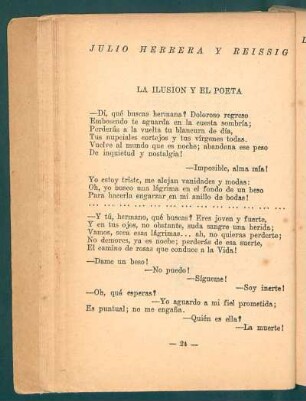 JULIO HERRERA Y REISSIG
LA ILUSION Y EL POETA
—Dí, qué buscas hermana? Doloroso regreso
Embozado te aguarda en la cuesta sombría;
Perderás a la vuelta tu blancura de día,
Tus nupciales cortejos y tus vírgenes todas.
Vuelve al mundo que es noche; abandona ese peso
De inquietud y nostalgia!
—Imposible, alma mía!
Yo estoy triste, me alejan vanidades y modas:
Oh, yo busco una lágrima en el fondo de un beso
Para hacerla engarzar en mi anillo de bodas!
—Y tú, hermano, qué buscas? Eres joven y fuerte,
Y en tus ojos, no obstante, suda sangre una herida;
Vamos, seca esas lágrimas... ah, no quieras perderte;
No demores, ya es noche; perderás de esa suerte,
El camino de rosas que conduce a la Vida!
—Dame un beso!
—No puedo!
—Sígueme!
—Soy inerte!
—Oh, qué esperas?
—Yo aguardo a mi fiel prometida;
Es puntual; no me engaña.
—Quién es ella?
—La muerte!
— 24 —